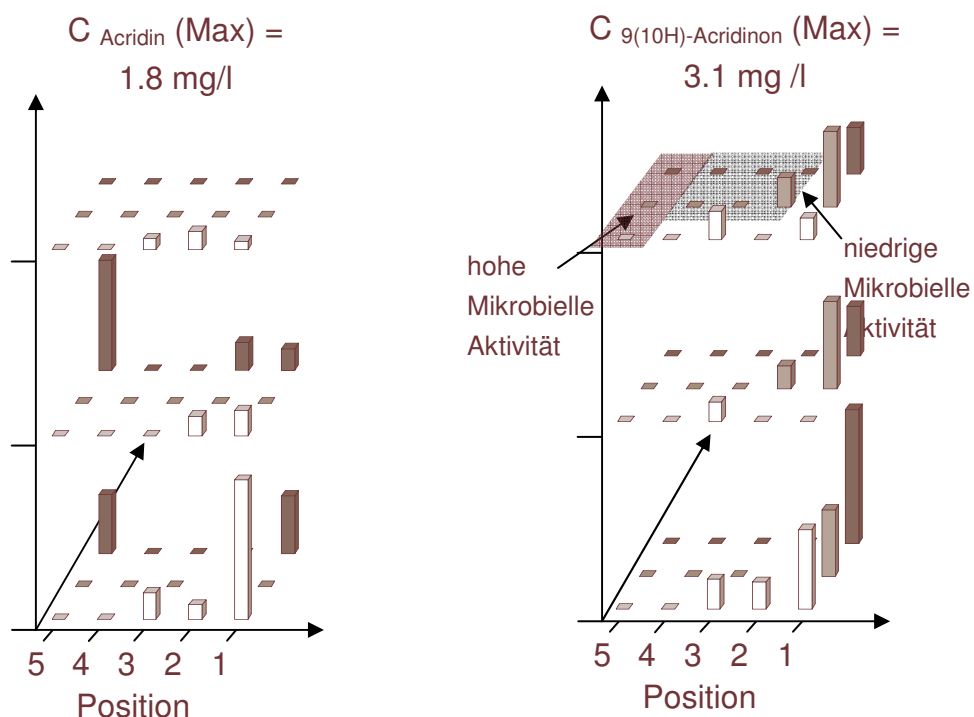 C Acridin (Max) =
1.8 mg/l
C 9(10H)-Acridinon (Max) =
3.1 mg /l
hohe
Mikrobielle
Aktivität
niedrige
Mikrobielle
Aktivität
5 4 3 2 1
Position
5 4 3 2 1
Position